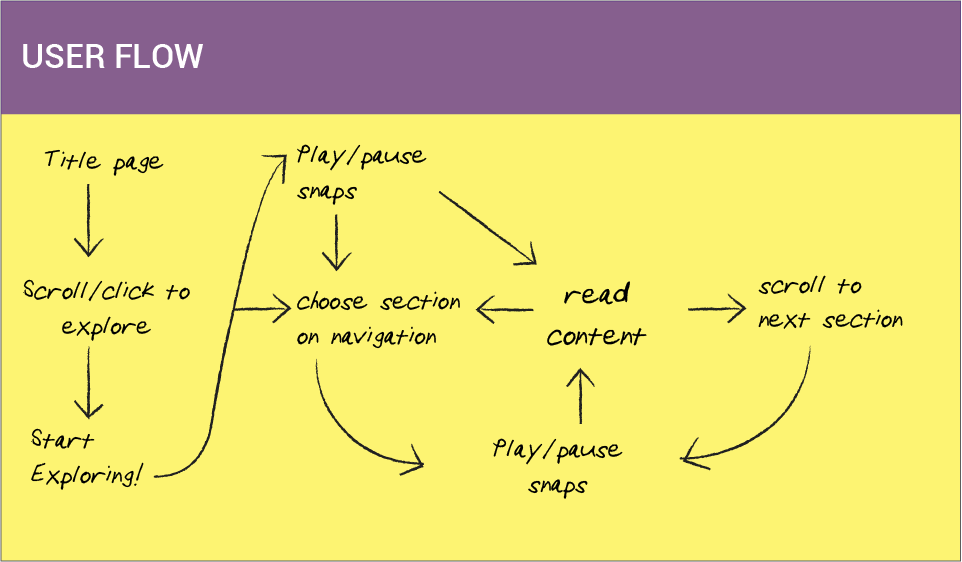 USER FLOW
Title page
Scroll/click to
explore
Start
Exploring!
Play/pause
snaps
choose section
on navigation
read
content
scroll to
next section
Play/pause
snaps